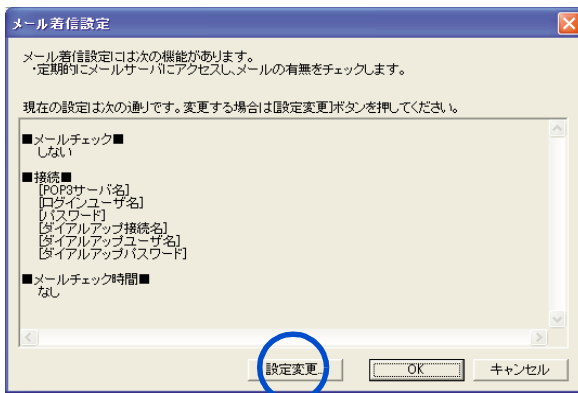 メール着信設定
メール着信設定には次の機能があります。
・定期的にメールサーバにアクセスし、メールの有無をチェックします。
現在の設定は次の通りです。変更する場合は[設定変更]ボタンを押してください。
■メールチェック■
しない
■接続■
[POP3サーバ名]
[ログインユーザ名]
[パスワード]
[ダイアルアップ接続名]
[ダイアルアップユーザ名]
[ダイアルアップパスワード]
■メールチェック時間■
なし
設定変更... OK キャンセル